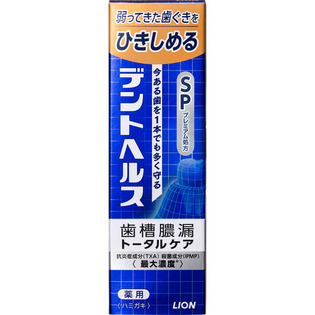 弱ってきた歯ぐきを
ひきしめる
デントヘルス
今ある歯を1本でも多く守る
SP
プレミアム処方
歯槽膿漏
トータルケア
抗炎症成分(TXA) 殺菌成分(IPMP)
〈 最大濃度※ 〉
薬用
〈ハミガキ〉
LION